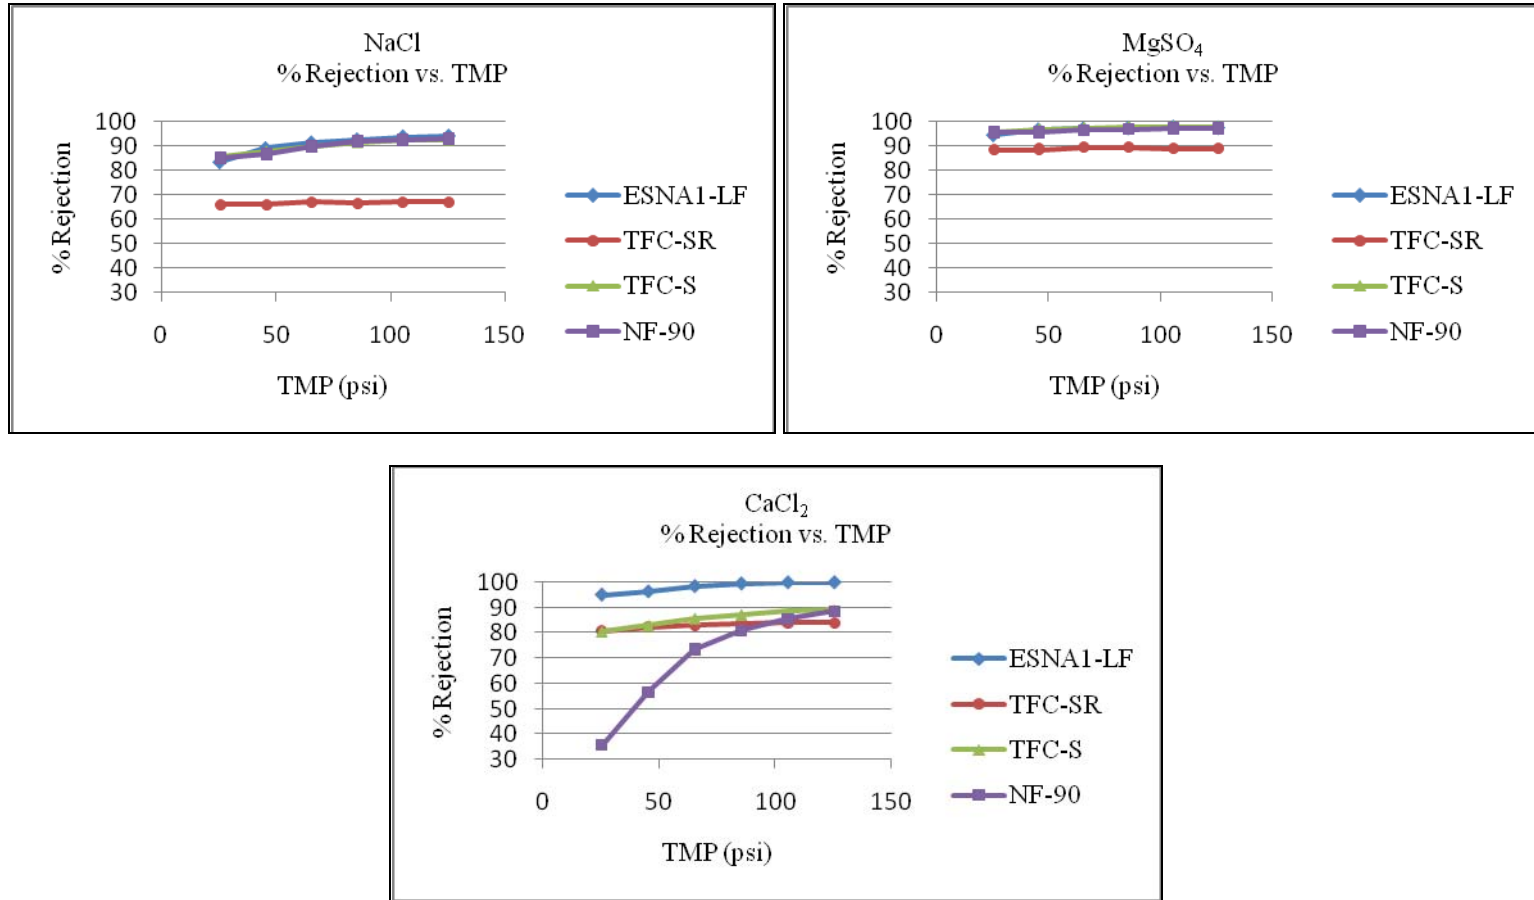 NaCl
% Rejection vs. TMP
100
90
80
70
60
50
40
30
% Rejection
0 50 100 150
TMP (psi)
ESNA1-LF
TFC-SR
TFC-S
NF-90
MgSO₄
% Rejection vs. TMP
100
90
80
70
60
50
40
30
% Rejection
0 50 100 150
TMP (psi)
ESNA1-LF
TFC-SR
TFC-S
NF-90
CaCl₂
% Rejection vs. TMP
100
90
80
70
60
50
40
30
% Rejection
0 50 100 150
TMP (psi)
ESNA1-LF
TFC-SR
TFC-S
NF-90